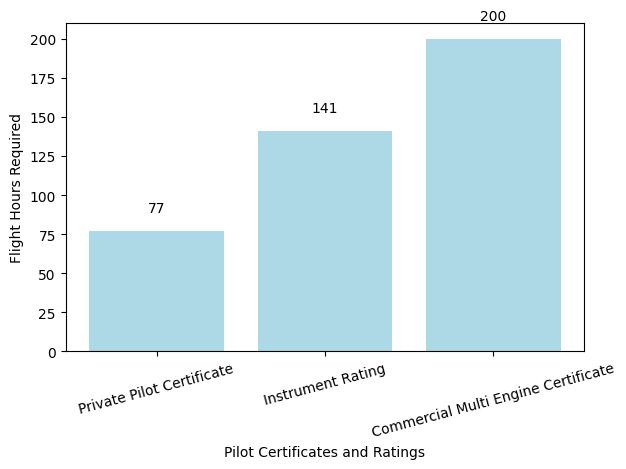 200
200
175
150
141
125
100
77
75
50
25
0
Flight Hours Required
Private Pilot Certificate
Instrument Rating
Commercial Multi Engine Certificate
Pilot Certificates and Ratings